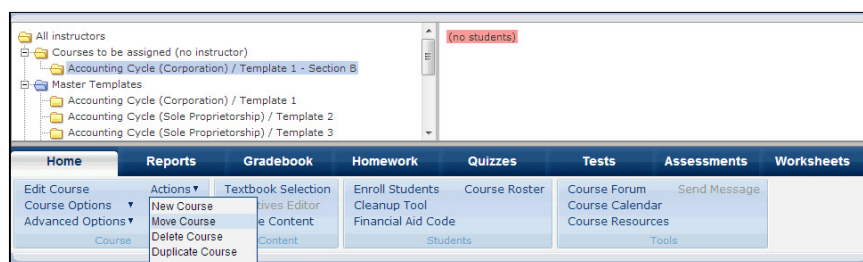 All instructors
Courses to be assigned (no instructor)
Accounting Cycle (Corporation) / Template 1 - Section B
Master Templates
Accounting Cycle (Corporation) / Template 1
Accounting Cycle (Sole Proprietorship) / Template 2
Accounting Cycle (Sole Proprietorship) / Template 3
(no students)
Home Reports Gradebook Homework Quizzes Tests Assessments Worksheets
Edit Course Actions Textbook Selection Enroll Students Course Roster Course Forum Send Message
Course Options New Course tives Editor Cleanup Tool Course Calendar
Advanced Options Move Course e Content Financial Aid Code Course Resources
Course Delete Course Content Students Tools
Duplicate Course